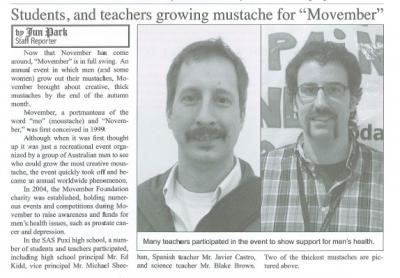 Students, and teachers growing mustache for “Movember”
by Jun Park
Staff Reporter
Now that November has come
around, “Movember” is in full swing. An
annual event in which men (and some
women) grow out their mustaches, Mo-
vember brought about creative, thick
mustaches by the end of the autumn
month.
Movember, a portmanteau of the
word “mo” (moustache) and “Novem-
ber,” was first conceived in 1999.
Although when it was first thought
up it was just a recreational event orga-
nized by a group of Australian men to see
who could grow the most creative mous-
tache, the event quickly took off and be-
came an annual worldwide phenomenon.
In 2004, the Movember Foundation
charity was established, holding numer-
ous events and competitions during Mo-
vember to raise awareness and funds for
men’s health issues, such as prostate can-
cer and depression.
In the SAS Puxi high school, a num-
ber of students and teachers participated,
including high school principal Mr. Ed
Kidd, vice principal Mr. Michael Shee-
PAIN
Many teachers participated in the event to show support for men’s health.
han, Spanish teacher Mr. Javier Castro,
and science teacher Mr. Blake Brown.
Two of the thickest mustaches are pic-
tured above.